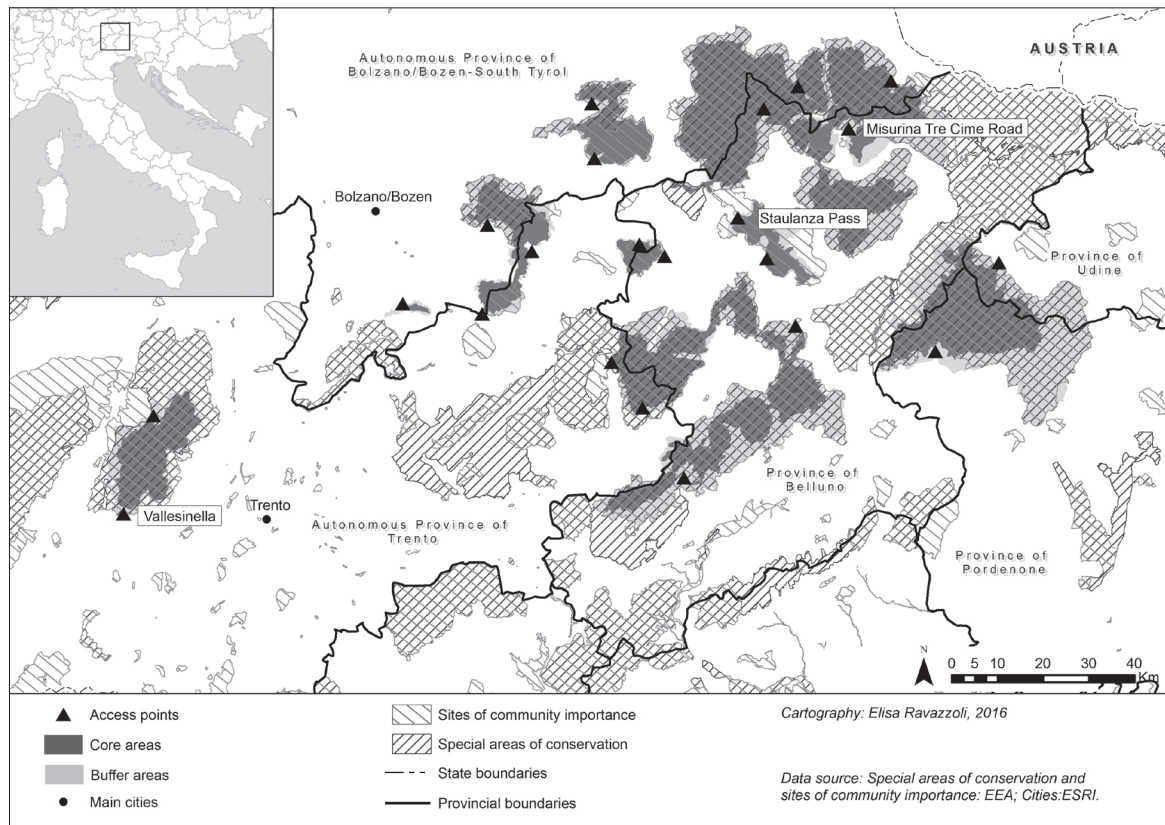 AUSTRIA
Autonomous Province of
Bolzano/Bozen-South Tyrol
Misurina Tre Cime Road
Bolzano/Bozen
Staulanza Pass
Province of
Udine
Province of
Belluno
Vallesinella
Trento
Autonomous Province of
Trento
Province of
Pordenone
N
0 5 10 20 30 40
Km
Access points
Core areas
Buffer areas
Main cities
Sites of community importance
Special areas of conservation
State boundaries
Provincial boundaries
Cartography: Elisa Ravazzoli, 2016
Data source: Special areas of conservation and
sites of community importance: EEA; Cities:ESRI.